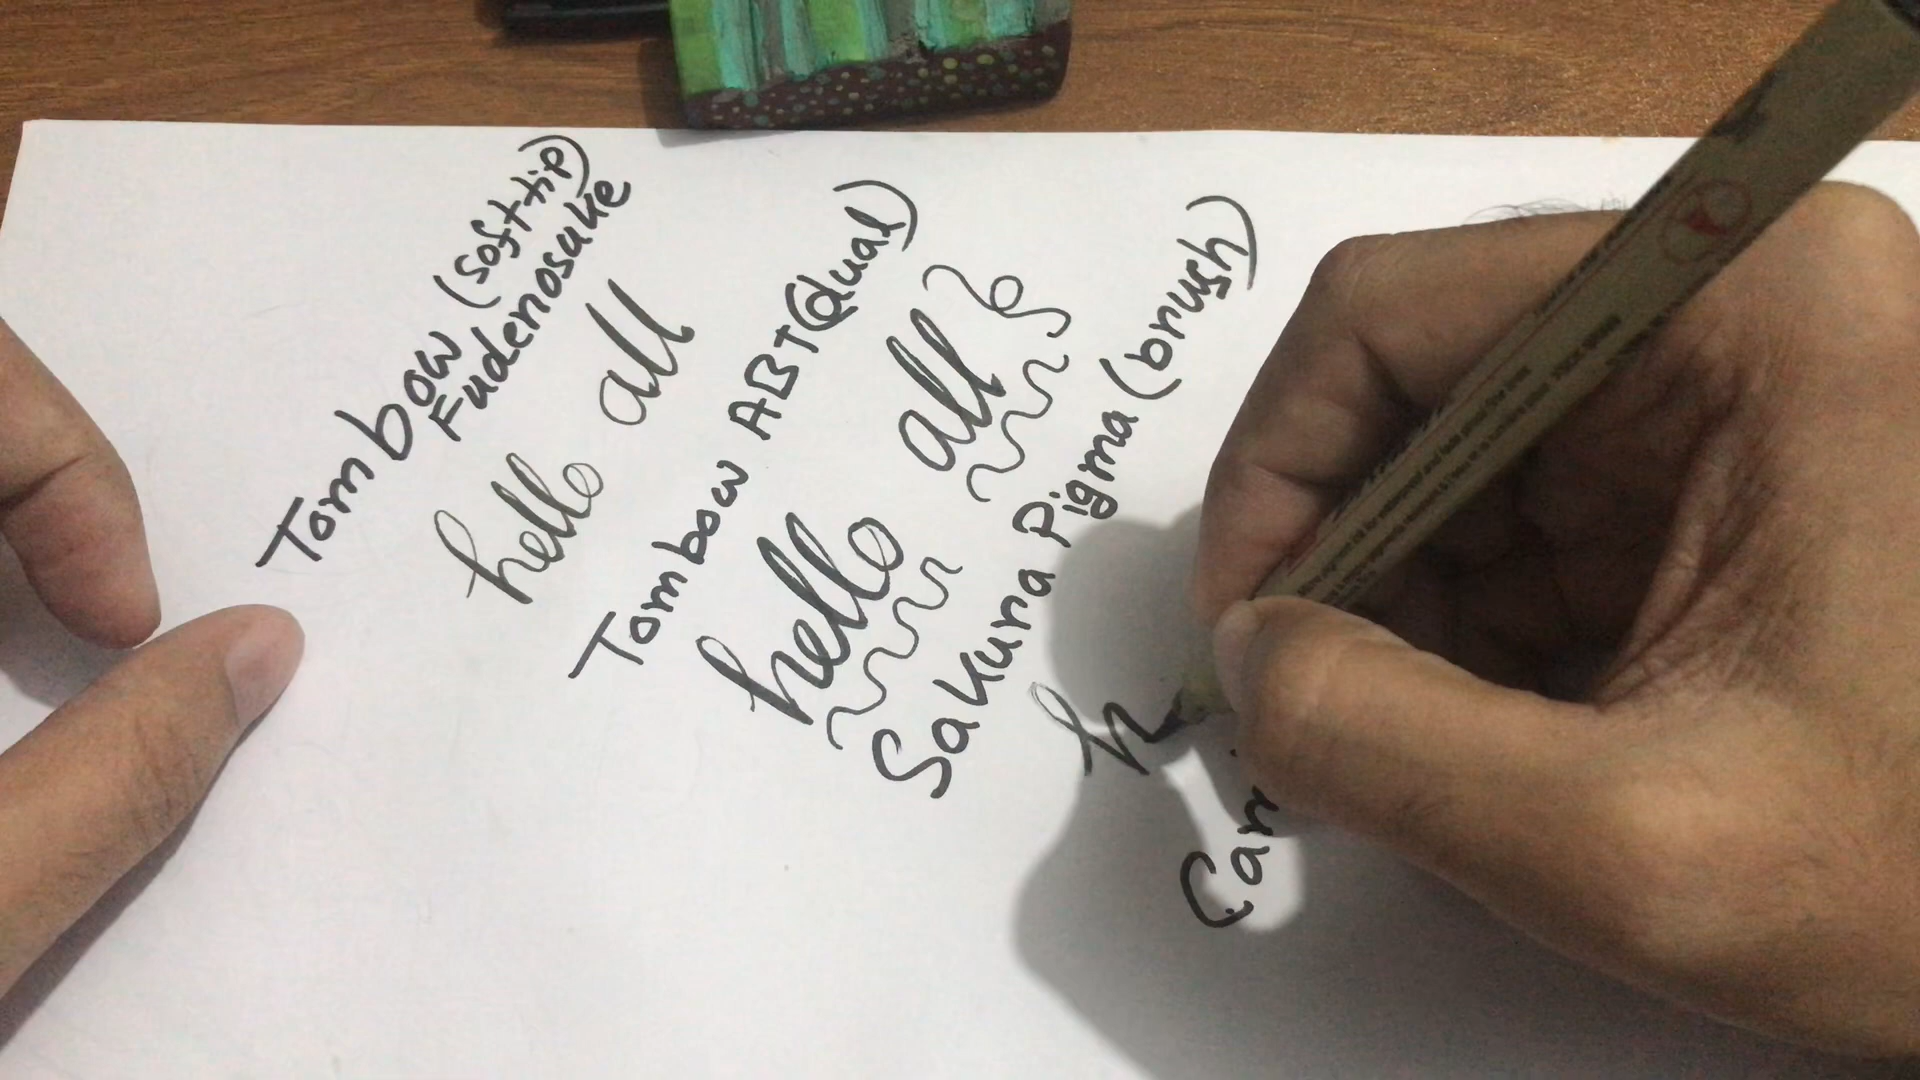 Tombow (soft tip)
Fudenosuke
hello all
Tombow ABT (dual)
hello all
Sakura Pigma (brush)
h